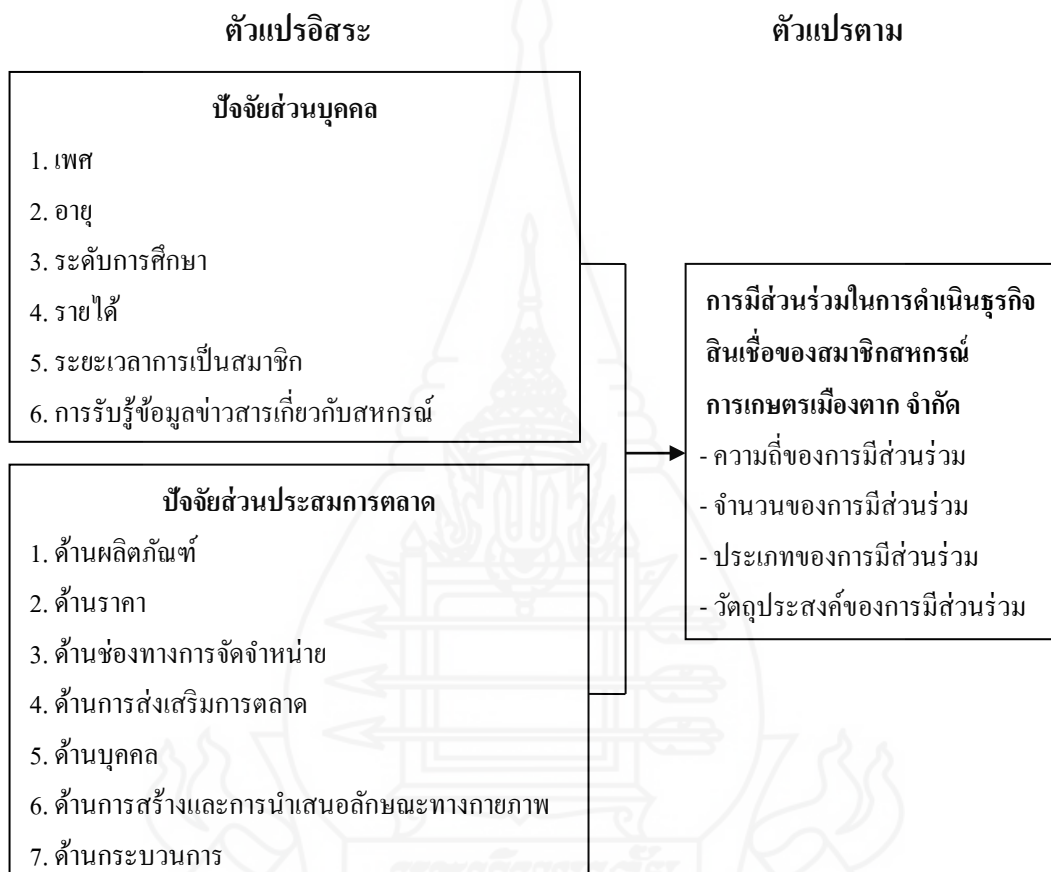 ตัวแปรอิสระ
ตัวแปรตาม
ปัจจัยส่วนบุคคล
1. เพศ
2. อายุ
3. ระดับการศึกษา
4. รายได้
5. ระยะเวลาการเป็นสมาชิก
6. การรับรู้ข้อมูลข่าวสารเกี่ยวกับสหกรณ์
ปัจจัยส่วนประสมการตลาด
1. ด้านผลิตภัณฑ์
2. ด้านราคา
3. ด้านช่องทางการจัดจำหน่าย
4. ด้านการส่งเสริมการตลาด
5. ด้านบุคคล
6. ด้านการสร้างและการนำเสนอลักษณะทางกายภาพ
7. ด้านกระบวนการ
การมีส่วนร่วมในการดำเนินธุรกิจ
สินเชื่อของสมาชิกสหกรณ์
การเกษตรเมืองตาก จำกัด
- ความถี่ของการมีส่วนร่วม
- จำนวนของการมีส่วนร่วม
- ประเภทของการมีส่วนร่วม
- วัตถุประสงค์ของการมีส่วนร่วม